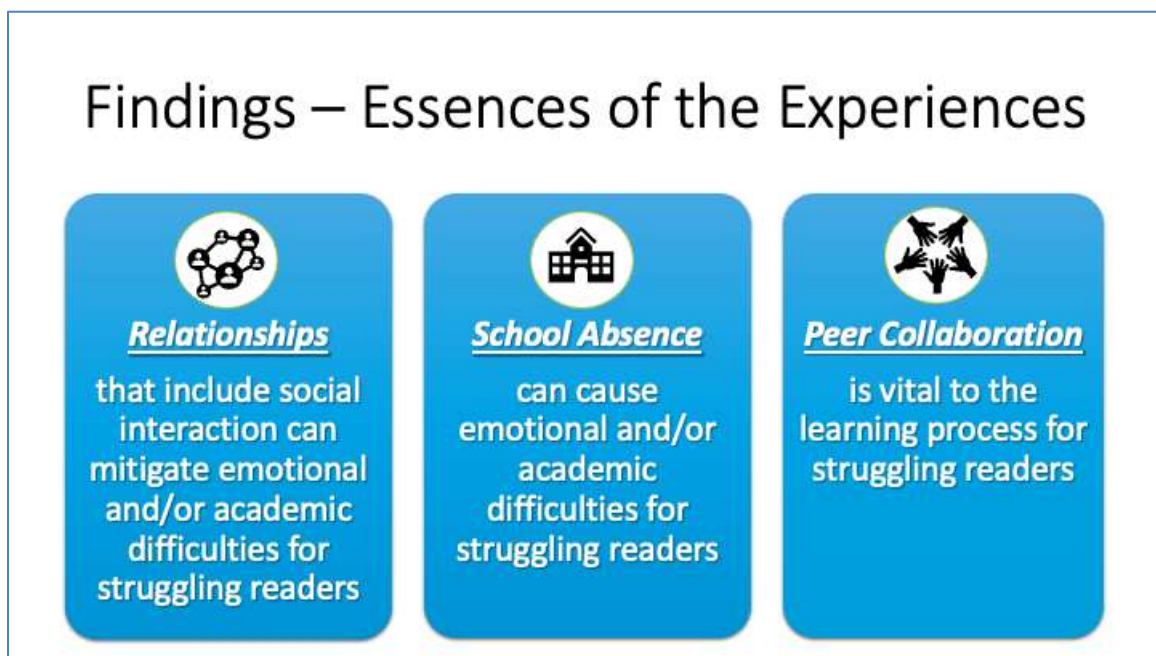 Findings – Essences of the Experiences
Relationships
that include social
interaction can
mitigate emotional
and/or academic
difficulties for
struggling readers
School Absence
can cause
emotional and/or
academic
difficulties for
struggling readers
Peer Collaboration
is vital to the
learning process for
struggling readers